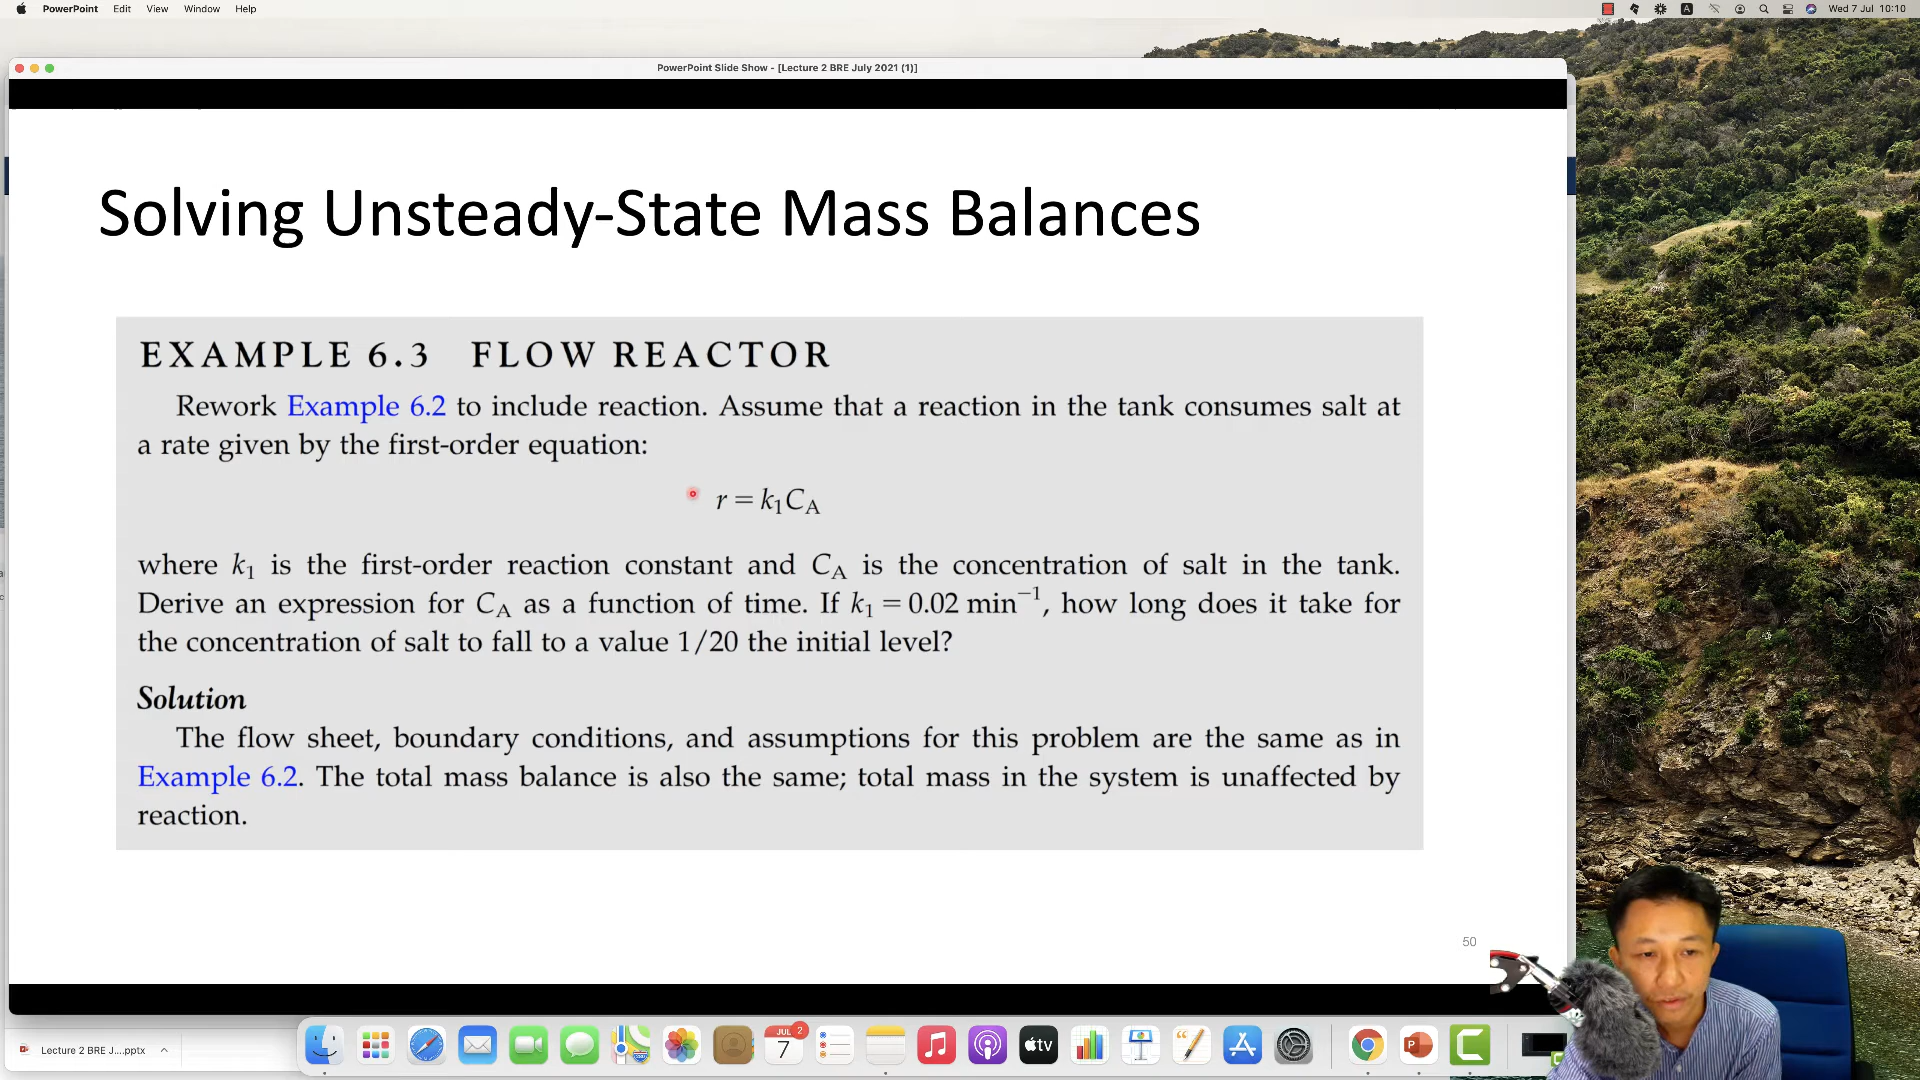 PowerPoint Edit View Window Help
A
Wed 7 Jul 10:10
PowerPoint Slide Show - [Lecture 2 BRE July 2021 (1)]
Solving Unsteady-State Mass Balances
EXAMPLE 6.3 FLOW REACTOR
Rework Example 6.2 to include reaction. Assume that a reaction in the tank consumes salt at
a rate given by the first-order equation:
r = k₁C_A
where k₁ is the first-order reaction constant and C_A is the concentration of salt in the tank.
Derive an expression for C_A as a function of time. If k₁ = 0.02 min⁻¹, how long does it take for
the concentration of salt to fall to a value 1/20 the initial level?
Solution
The flow sheet, boundary conditions, and assumptions for this problem are the same as in
Example 6.2. The total mass balance is also the same; total mass in the system is unaffected by
reaction.
50
Lecture 2 BRE J....pptx
JUL
2
7
tv
P
C